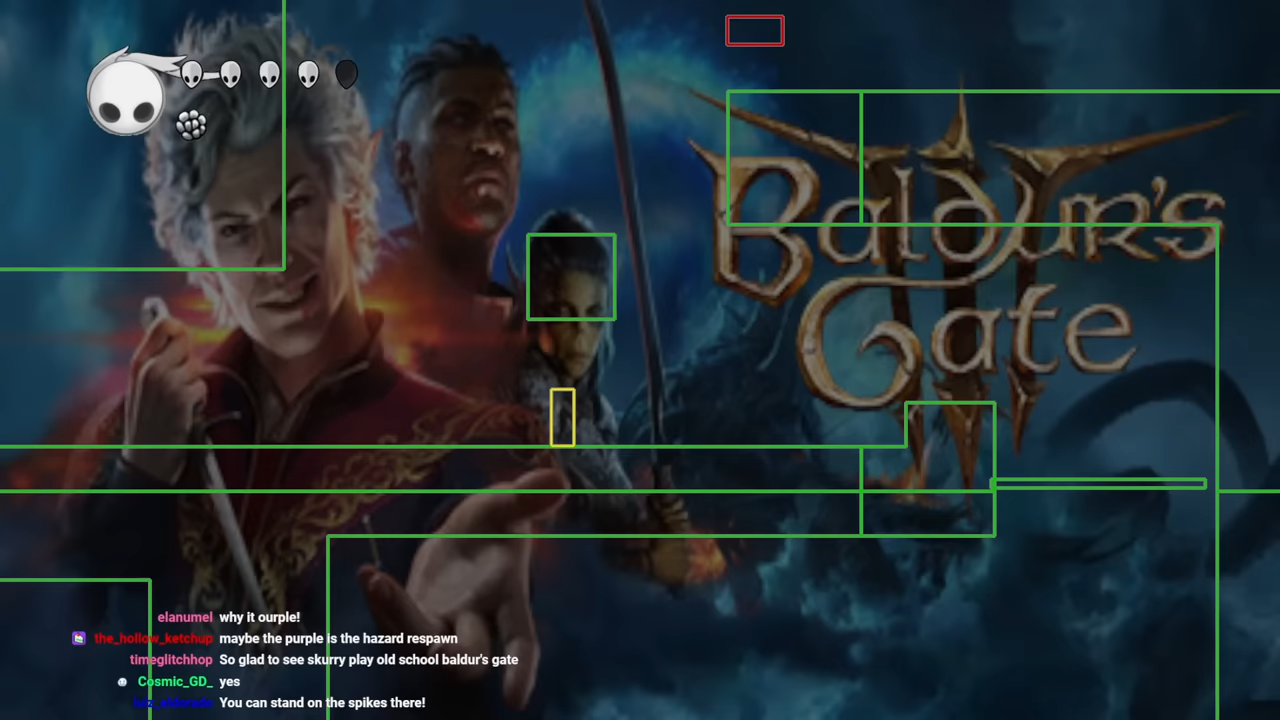 Baldur's
Gate
III
elanumel why it ourple!
the_hollow_ketchup maybe the purple is the hazard respawn
timeglitchhop So glad to see skurry play old school baldur's gate
Cosmic_GD_ yes
You can stand on the spikes there!